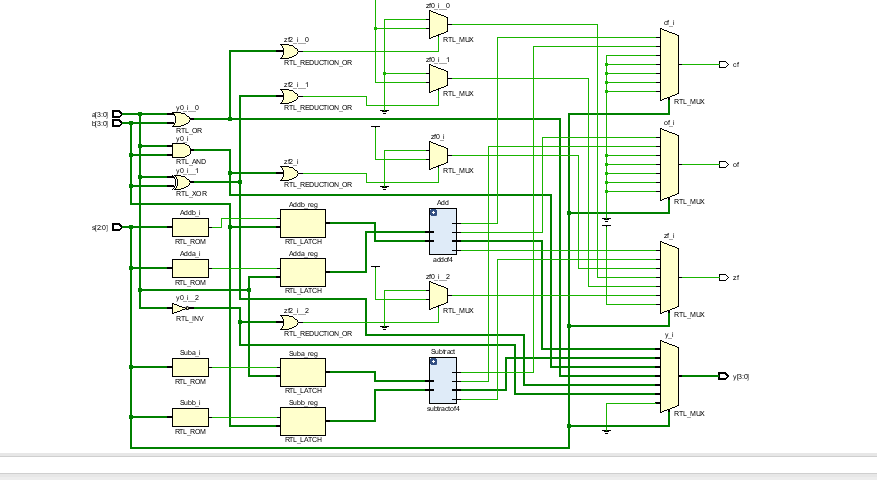 zf0_i__0
RTL_MUX
cf_i
cf
RTL_MUX
zf2_i__0
RTL_REDUCTION_OR
zf0_i__1
RTL_MUX
zf2_i__1
RTL_REDUCTION_OR
a[3:0]
b[3:0]
y0_i__0
RTL_OR
y0_i
RTL_AND
y0_i__1
RTL_XOR
zf0_i
RTL_MUX
zf2_i
RTL_REDUCTION_OR
of_i
of
RTL_MUX
s[2:0]
Addb_i
RTL_ROM
Addb_reg
RTL_LATCH
Add
addof4
Adda_i
RTL_ROM
Adda_reg
RTL_LATCH
zf_i
zf
RTL_MUX
y0_i__2
RTL_INV
zf0_i__2
RTL_MUX
zf2_i__2
RTL_REDUCTION_OR
Suba_i
RTL_ROM
Suba_reg
RTL_LATCH
Subtract
subtractof4
Subb_i
RTL_ROM
Subb_reg
RTL_LATCH
y_i
y[3:0]
RTL_MUX